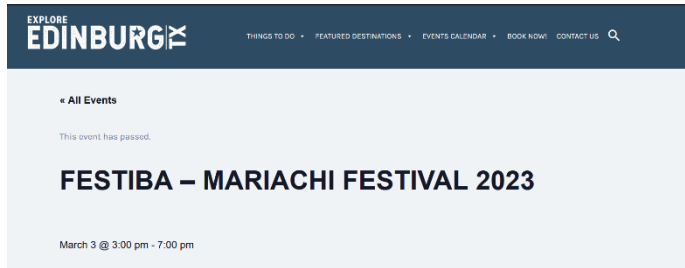 EXPLORE
EDINBURG TX
THINGS TO DO FEATURED DESTINATIONS EVENTS CALENDAR BOOK NOW! CONTACT US
« All Events
This event has passed.
FESTIBA – MARIACHI FESTIVAL 2023
March 3 @ 3:00 pm - 7:00 pm